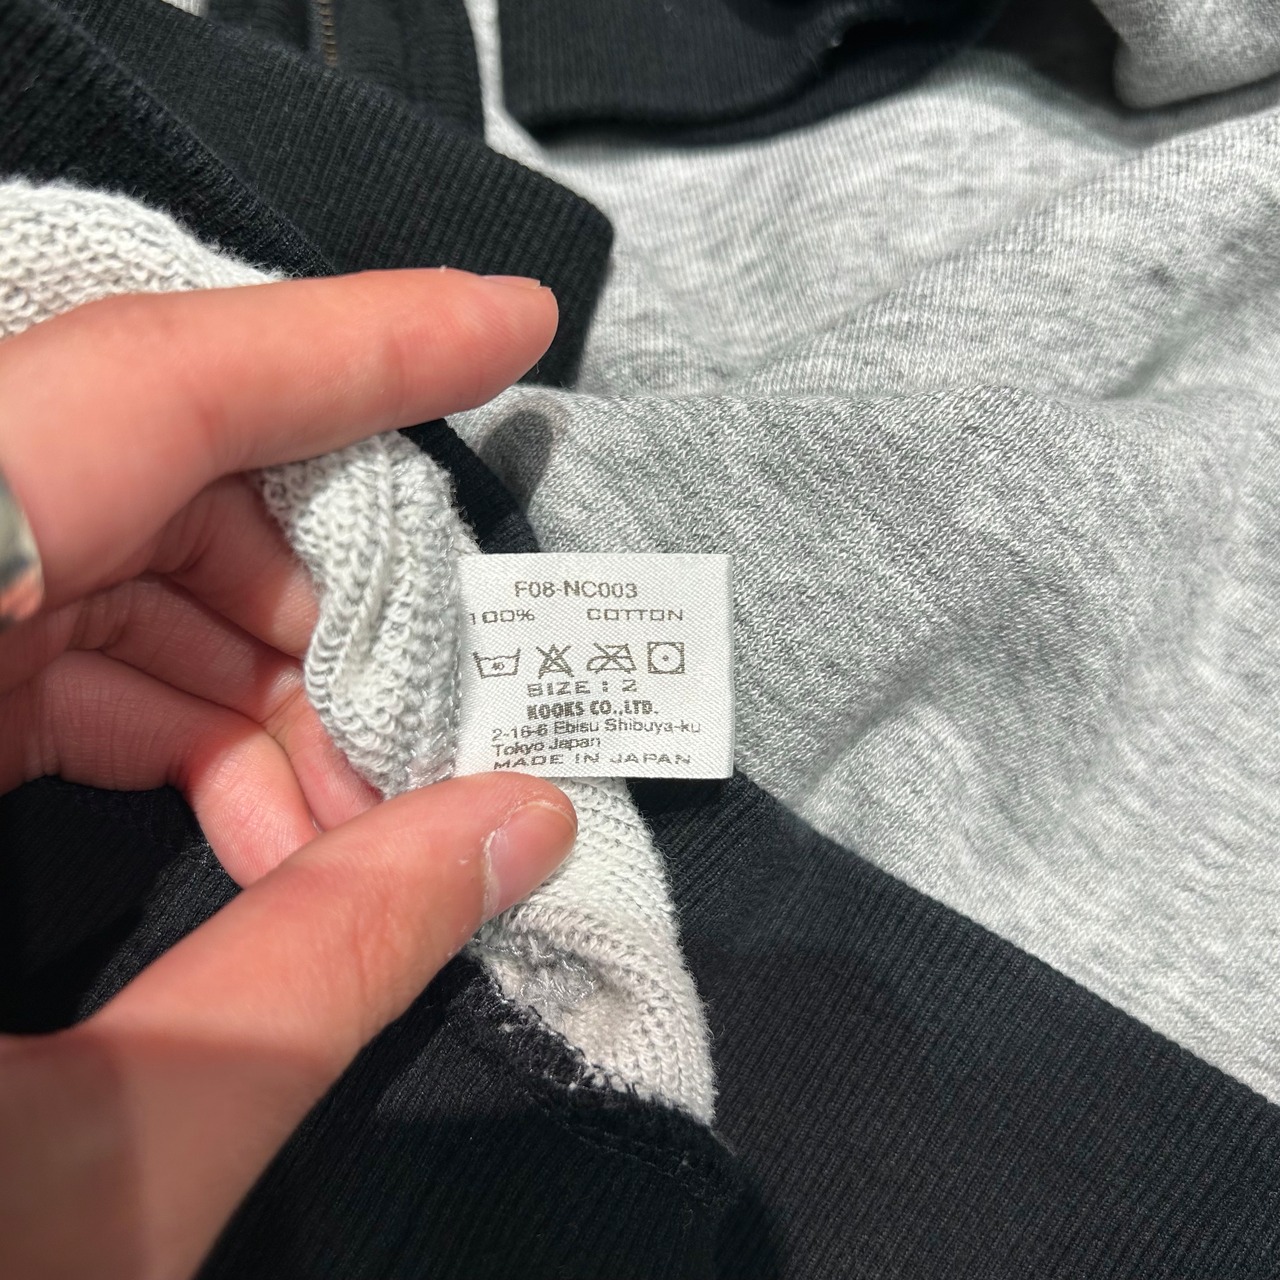 F08-NC003
100% COTTON
40
SIZE : 2
KOOKS CO.,LTD.
2-16-6 Ebisu Shibuya-ku
Tokyo Japan
MADE IN JAPAN